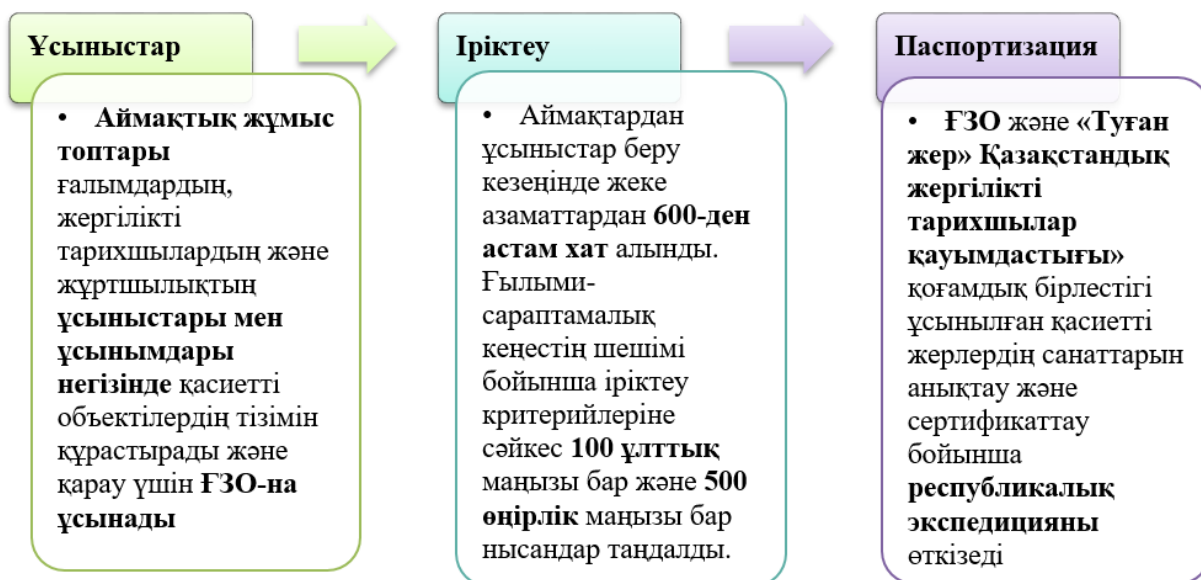 Ұсыныстар
• Аймақтық жұмыс
топтары
ғалымдардың,
жергілікті
тарихшылардың және
жұртшылықтың
ұсыныстары мен
ұсынымдары
негізінде қасиетті
объектілердің тізімін
құрастырады және
қарау үшін ҒЗО-на
ұсынады
Іріктеу
• Аймақтардан
ұсыныстар беру
кезеңінде жеке
азаматтардан 600-ден
астам хат алынды.
Ғылыми-
сараптамалық
кеңестің шешімі
бойынша іріктеу
критерийлеріне
сәйкес 100 ұлттық
маңызы бар және 500
өңірлік маңызы бар
нысандар таңдалды.
Паспортизация
• ҒЗО және «Туған
жер» Қазақстандық
жергілікті
тарихшылар
қауымдастығы»
қоғамдық бірлестігі
ұсынылған қасиетті
жерлердің санаттарын
анықтау және
сертификаттау
бойынша
республикалық
экспедицияны
өткізеді